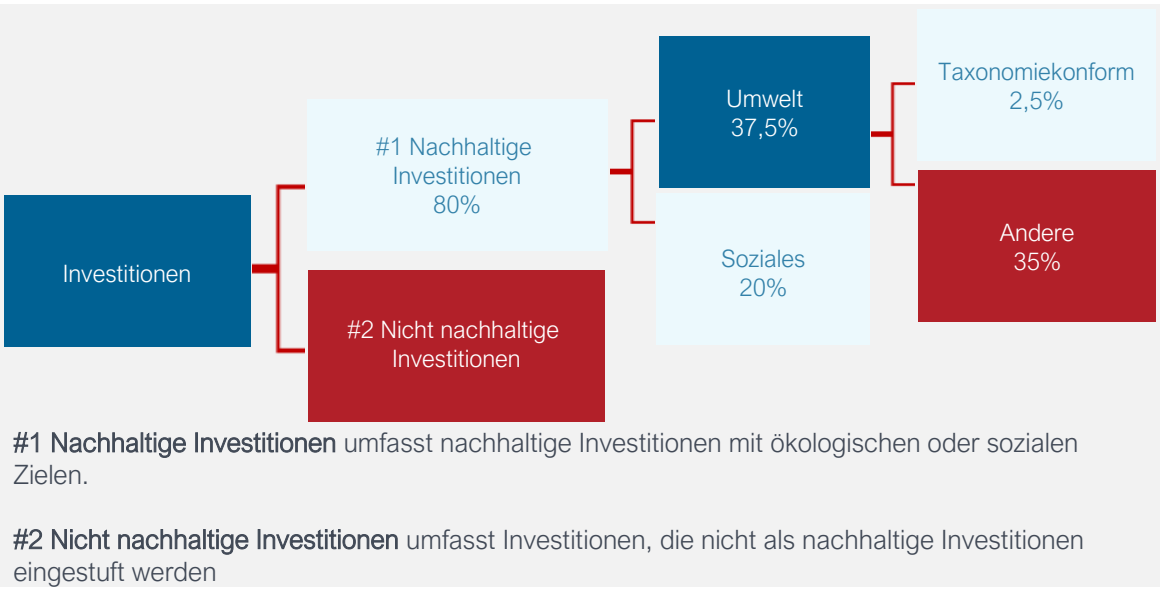 Investitionen
#1 Nachhaltige
Investitionen
80%
#2 Nicht nachhaltige
Investitionen
Umwelt
37,5%
Soziales
20%
Taxonomiekonform
2,5%
Andere
35%
#1 Nachhaltige Investitionen umfasst nachhaltige Investitionen mit ökologischen oder sozialen
Zielen.
#2 Nicht nachhaltige Investitionen umfasst Investitionen, die nicht als nachhaltige Investitionen
eingestuft werden